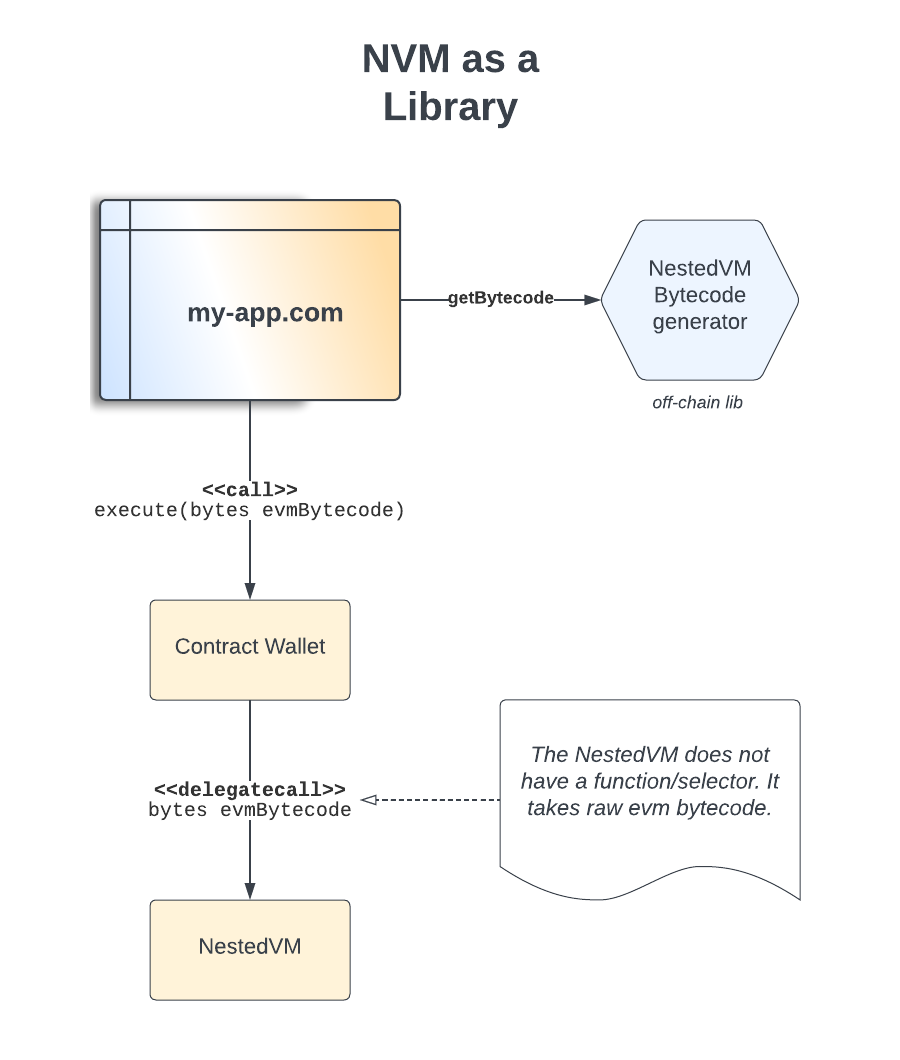 NVM as a
Library
my-app.com
getBytecode
NestedVM
Bytecode
generator
off-chain lib
<<call>>
execute(bytes evmBytecode)
Contract Wallet
<<delegatecall>>
bytes evmBytecode
The NestedVM does not
have a function/selector. It
takes raw evm bytecode.
NestedVM